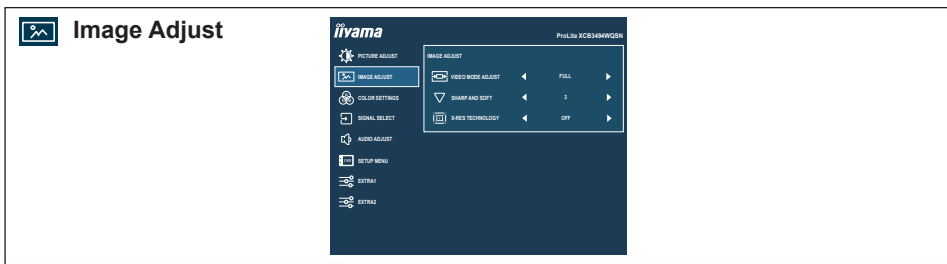 Image Adjust
iiyama
ProLite XCB3494WQSN
PICTURE ADJUST
IMAGE ADJUST
COLOR SETTINGS
SIGNAL SELECT
AUDIO ADJUST
SETUP MENU
EXTRA1
EXTRA2
IMAGE ADJUST
VIDEO MODE ADJUST FULL
SHARP AND SOFT 3
X-RES TECHNOLOGY OFF